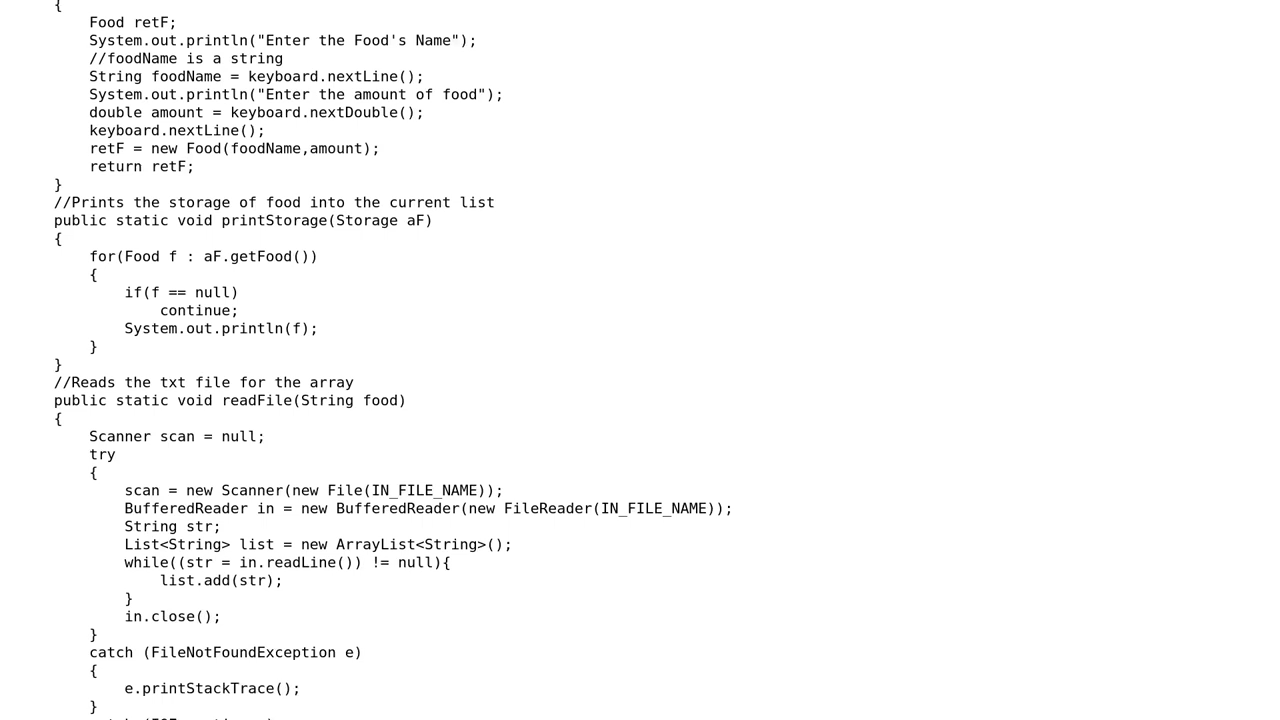 {
Food retF;
System.out.println("Enter the Food's Name");
//foodName is a string
String foodName = keyboard.nextLine();
System.out.println("Enter the amount of food");
double amount = keyboard.nextDouble();
keyboard.nextLine();
retF = new Food(foodName,amount);
return retF;
}
//Prints the storage of food into the current list
public static void printStorage(Storage aF)
{
for(Food f : aF.getFood())
{
if(f == null)
continue;
System.out.println(f);
}
}
//Reads the txt file for the array
public static void readFile(String food)
{
Scanner scan = null;
try
{
scan = new Scanner(new File(IN_FILE_NAME));
BufferedReader in = new BufferedReader(new FileReader(IN_FILE_NAME));
String str;
List<String> list = new ArrayList<String>();
while((str = in.readLine()) != null){
list.add(str);
}
in.close();
}
catch (FileNotFoundException e)
{
e.printStackTrace();
}